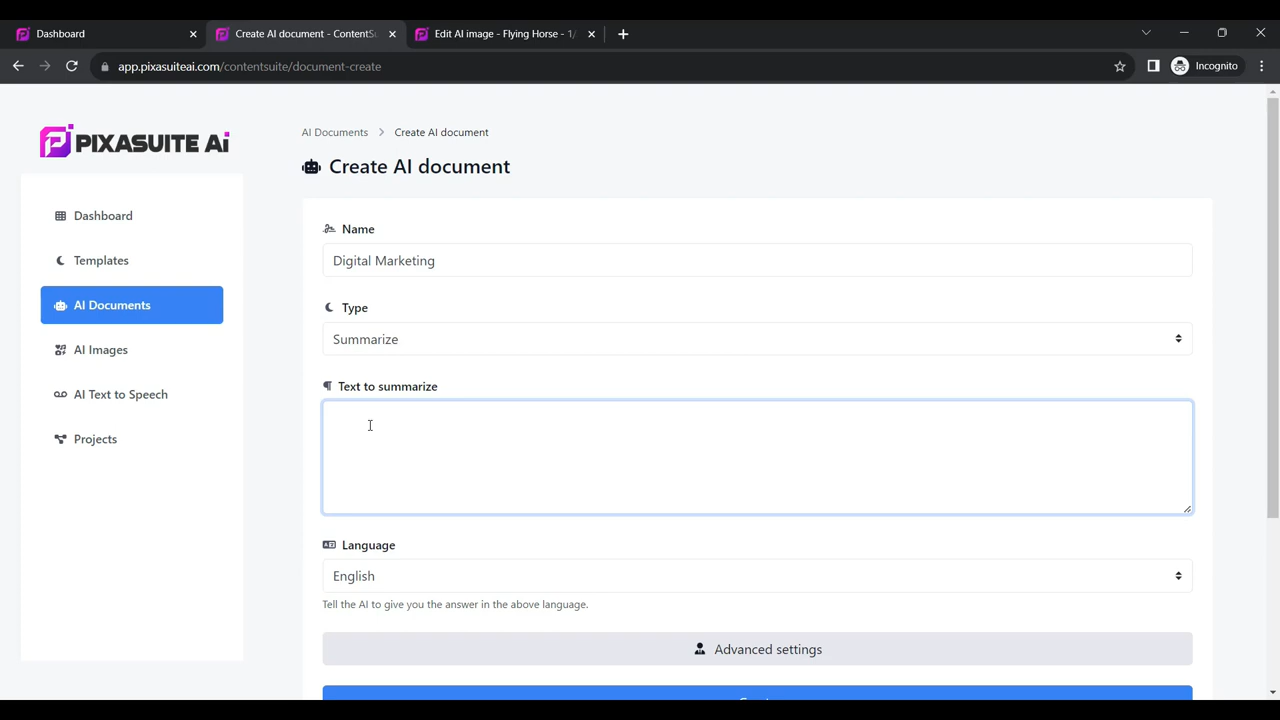 Dashboard
Create AI document - ContentSu
Edit AI image - Flying Horse - 1/
app.pixasuiteai.com/contentsuite/document-create
Incognito
PIXASUITE Ai
Dashboard
Templates
AI Documents
AI Images
AI Text to Speech
Projects
AI Documents > Create AI document
Create AI document
Name
Digital Marketing
Type
Summarize
Text to summarize
Language
English
Tell the AI to give you the answer in the above language.
Advanced settings